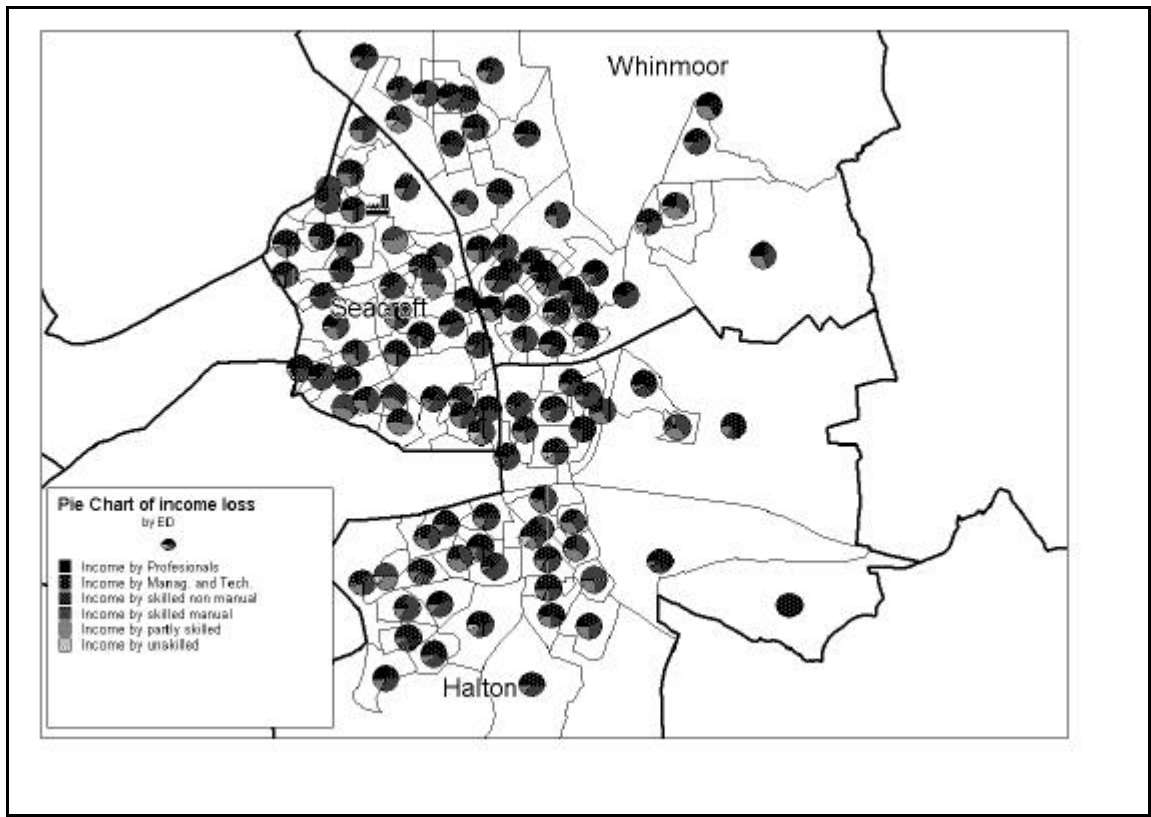 Whinmoor
Seacroft
Pie Chart of income loss
by ED
Income by Profesionals
Income by Manag. and Tech.
Income by skilled non manual
Income by skilled manual
Income by partly skilled
Income by unskilled
Halton